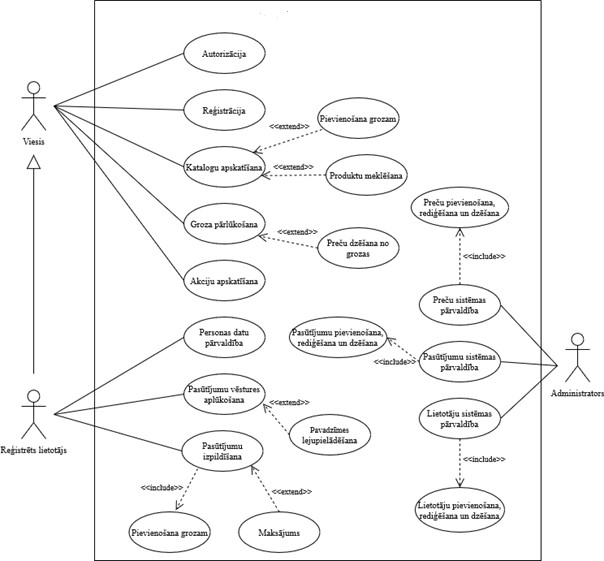 Autorizācija
Reģistrācija
Viesis
<<extend>>
Pievienošana grozam
Katalogu apskatīšana
<<extend>>
Produktu meklēšana
Groza pārlūkošana
<<extend>>
Preču dzēšana no
grozas
Akciju apskatīšana
Preču pievienošana,
rediģēšana un dzēšana
<<include>>
Preču sistēmas
pārvaldība
Personas datu
pārvaldība
Pasūtījumu pievienošana,
rediģēšana un dzēšana
<<include>>
Pasūtījumu sistēmas
pārvaldība
Administrators
Pasūtījumu vēstures
aplūkošana
<<extend>>
Pavadzīmes
lejupielādēšana
Lietotāju sistēmas
pārvaldība
Reģistrēts lietotājs
Pasūtījumu
izpildīšana
<<include>>
<<include>>
<<extend>>
Pievienošana grozam
Maksājums
Lietotāju pievienošana,
rediģēšana un dzēšana